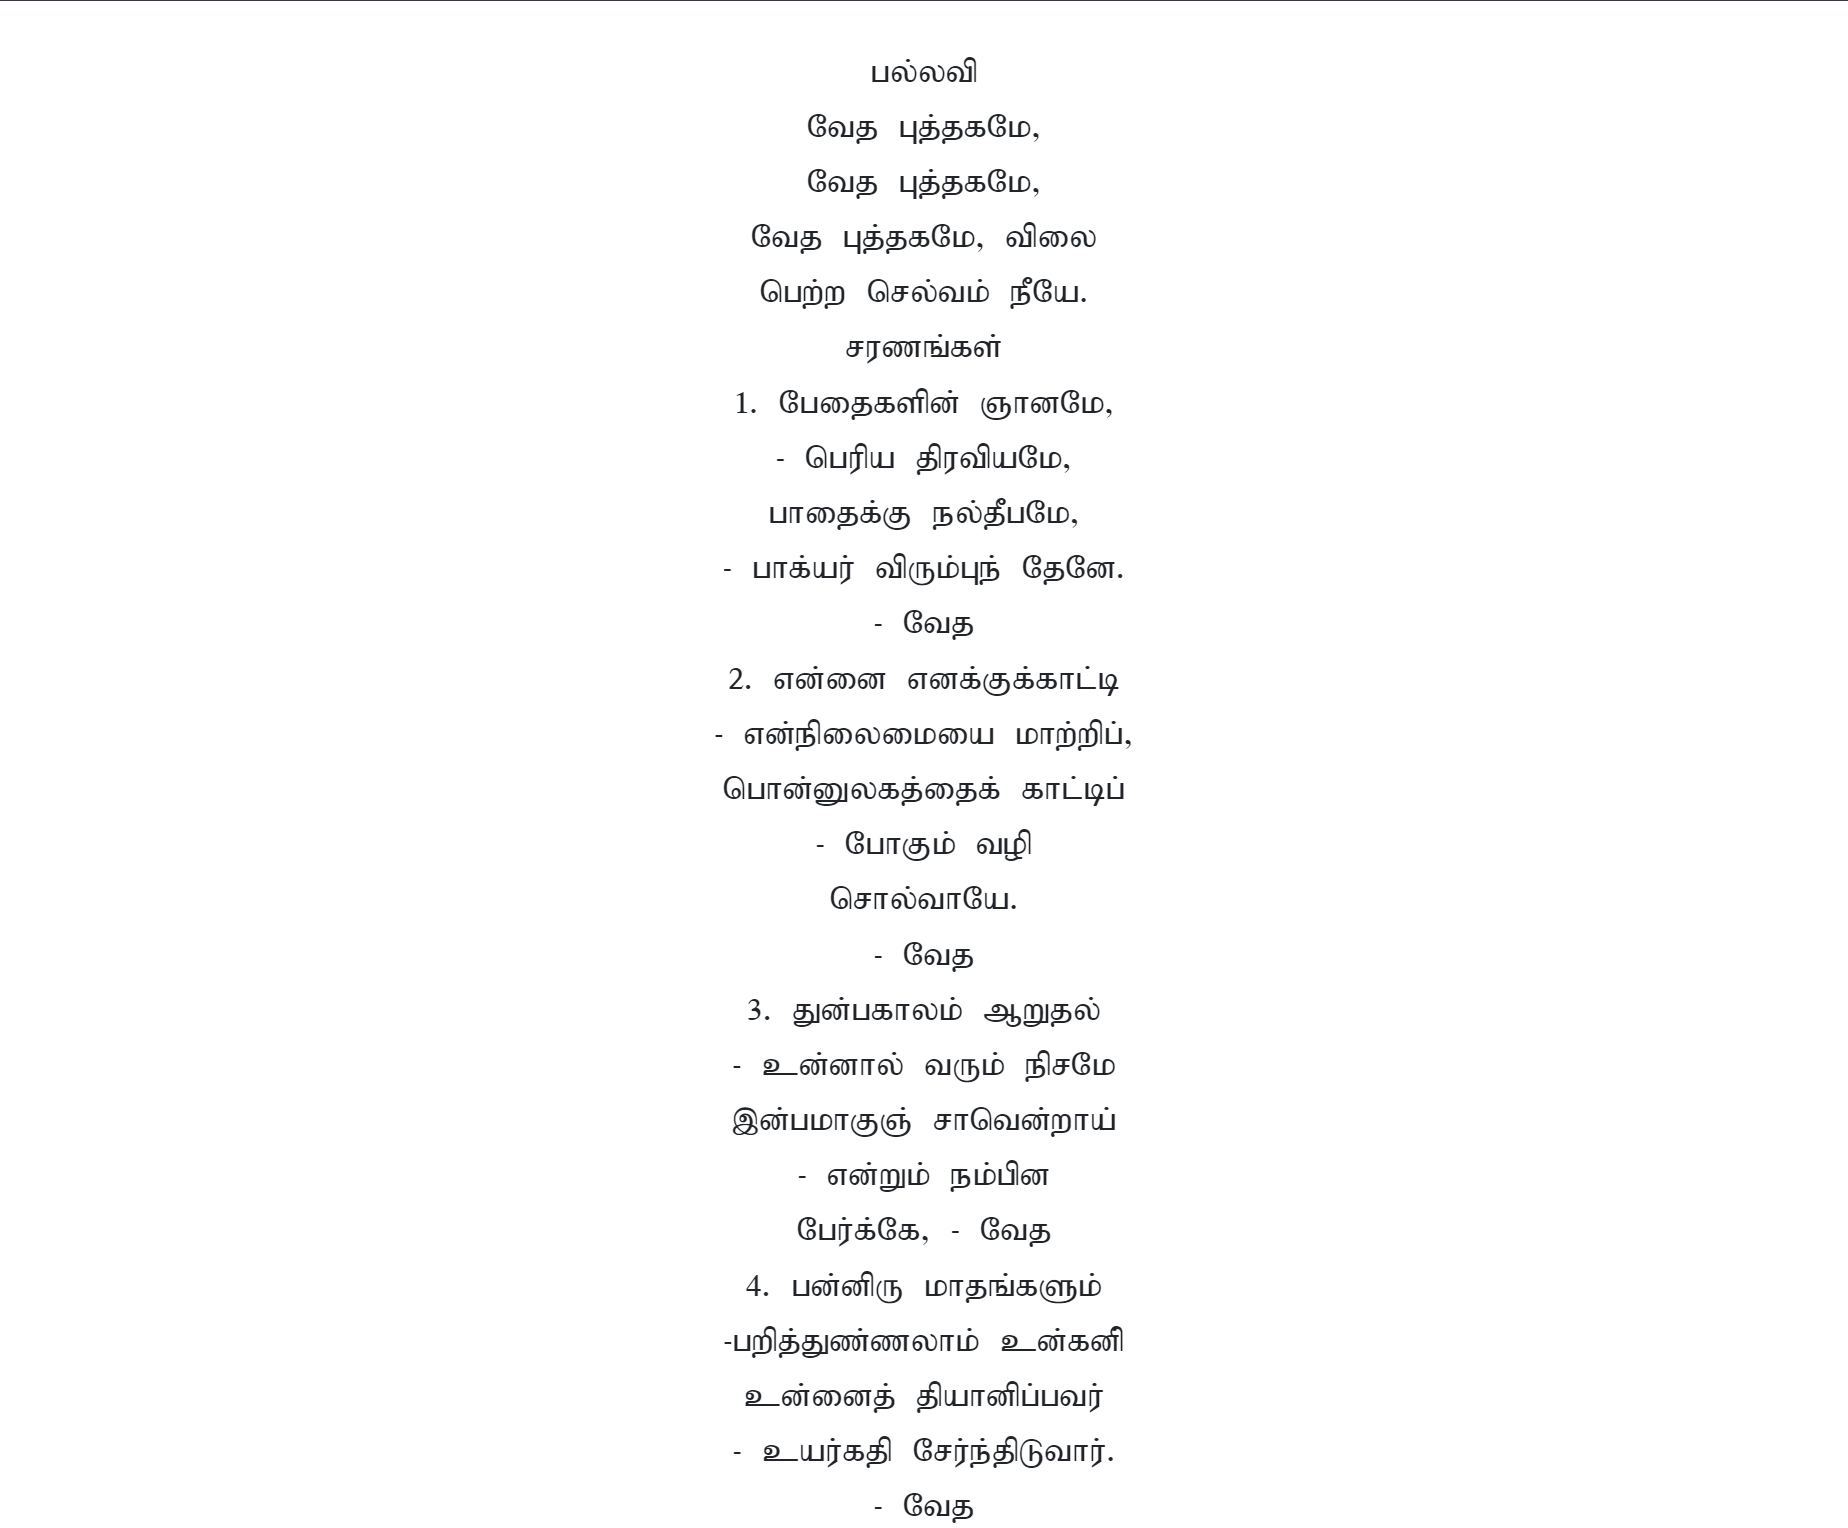 பல்லவி
வேத புத்தகமே,
வேத புத்தகமே,
வேத புத்தகமே, விலை
பெற்ற செல்வம் நீயே.
சரணங்கள்
1. பேதைகளின் ஞானமே,
- பெரிய திரவியமே,
பாதைக்கு நல்தீபமே,
- பாக்யர் விரும்புந் தேனே.
- வேத
2. என்னை எனக்குக்காட்டி
- என்நிலைமையை மாற்றிப்,
பொன்னுலகத்தைக் காட்டிப்
- போகும் வழி
சொல்வாயே.
- வேத
3. துன்பகாலம் ஆறுதல்
- உன்னால் வரும் நிசமே
இன்பமாகுஞ் சாவென்றாய்
- என்றும் நம்பின
பேர்க்கே, - வேத
4. பன்னிரு மாதங்களும்
-பறித்துண்ணலாம் உன்கனி
உன்னைத் தியானிப்பவர்
- உயர்கதி சேர்ந்திடுவார்.
- வேத